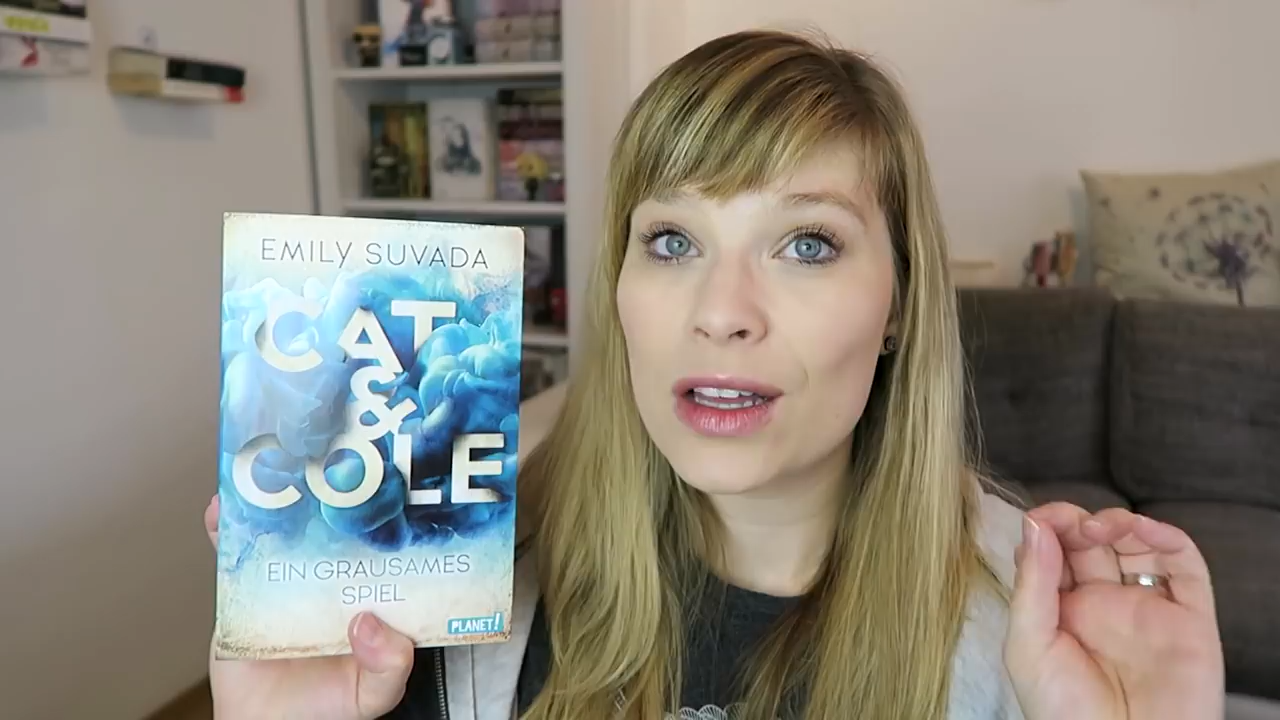 EMILY SUVADA
CAT
&
COLE
EIN GRAUSAMES
SPIEL
PLANET!